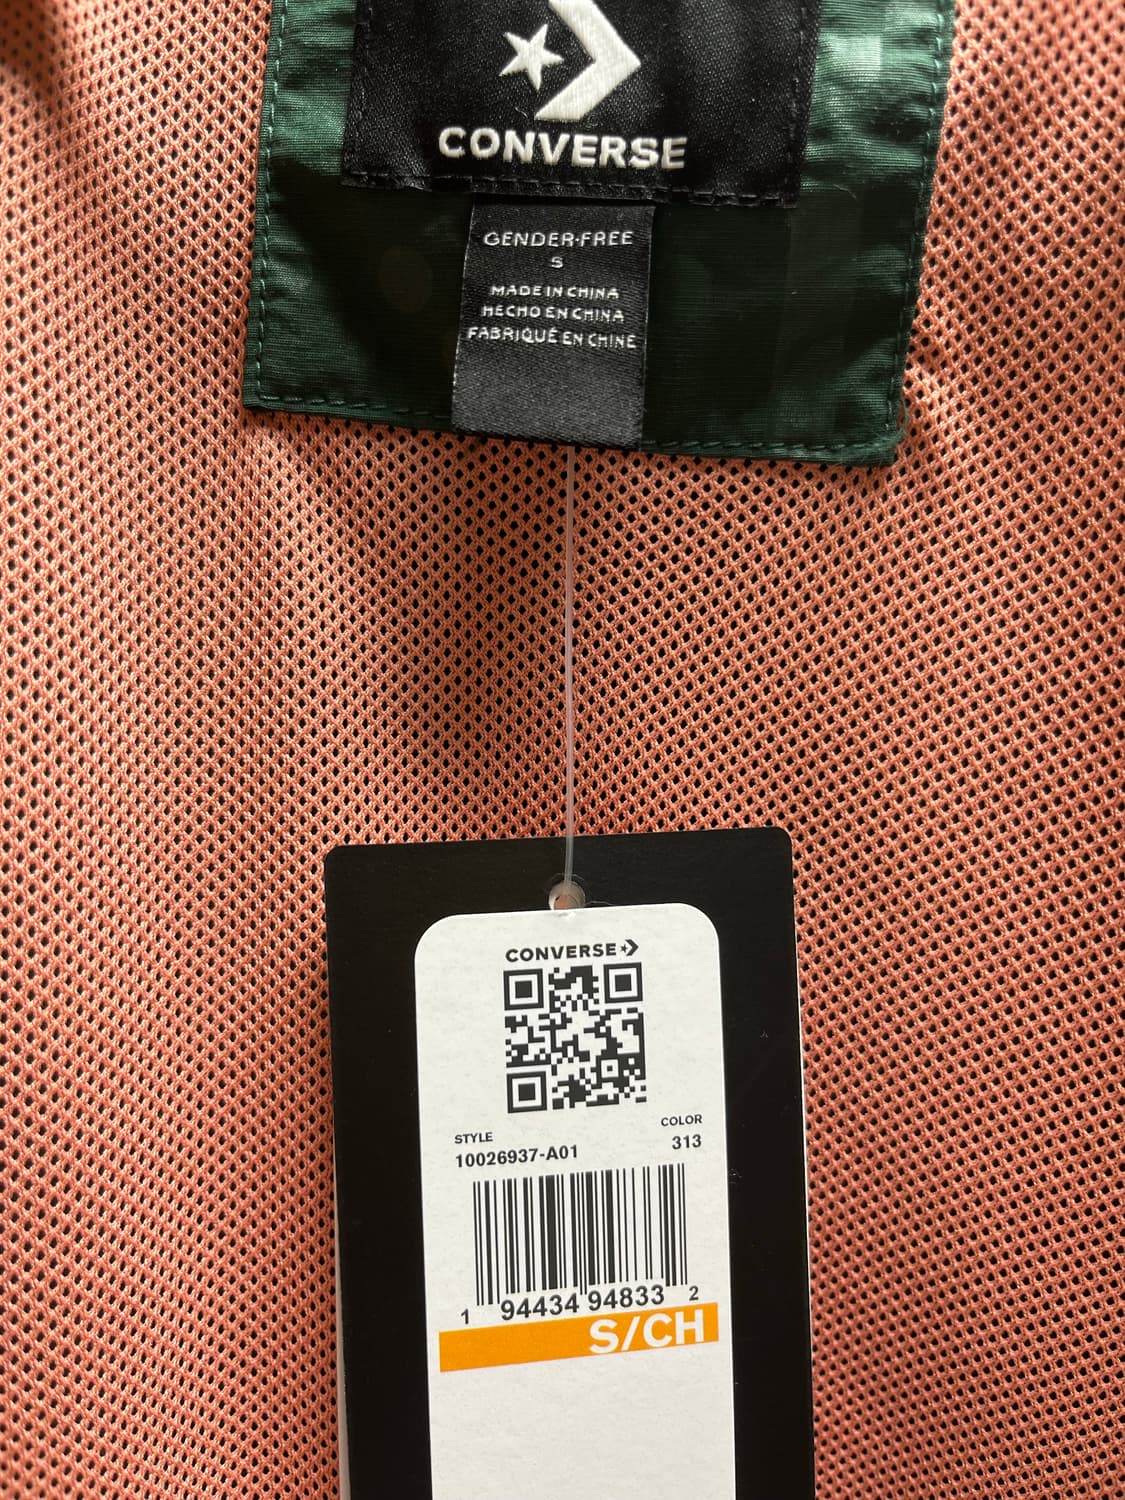 CONVERSE
GENDER-FREE
S
MADE IN CHINA
HECHO EN CHINA
FABRIQUÉ EN CHINE
CONVERSE
STYLE
10026937-A01
COLOR
313
1 94434 94833 2
S/CH